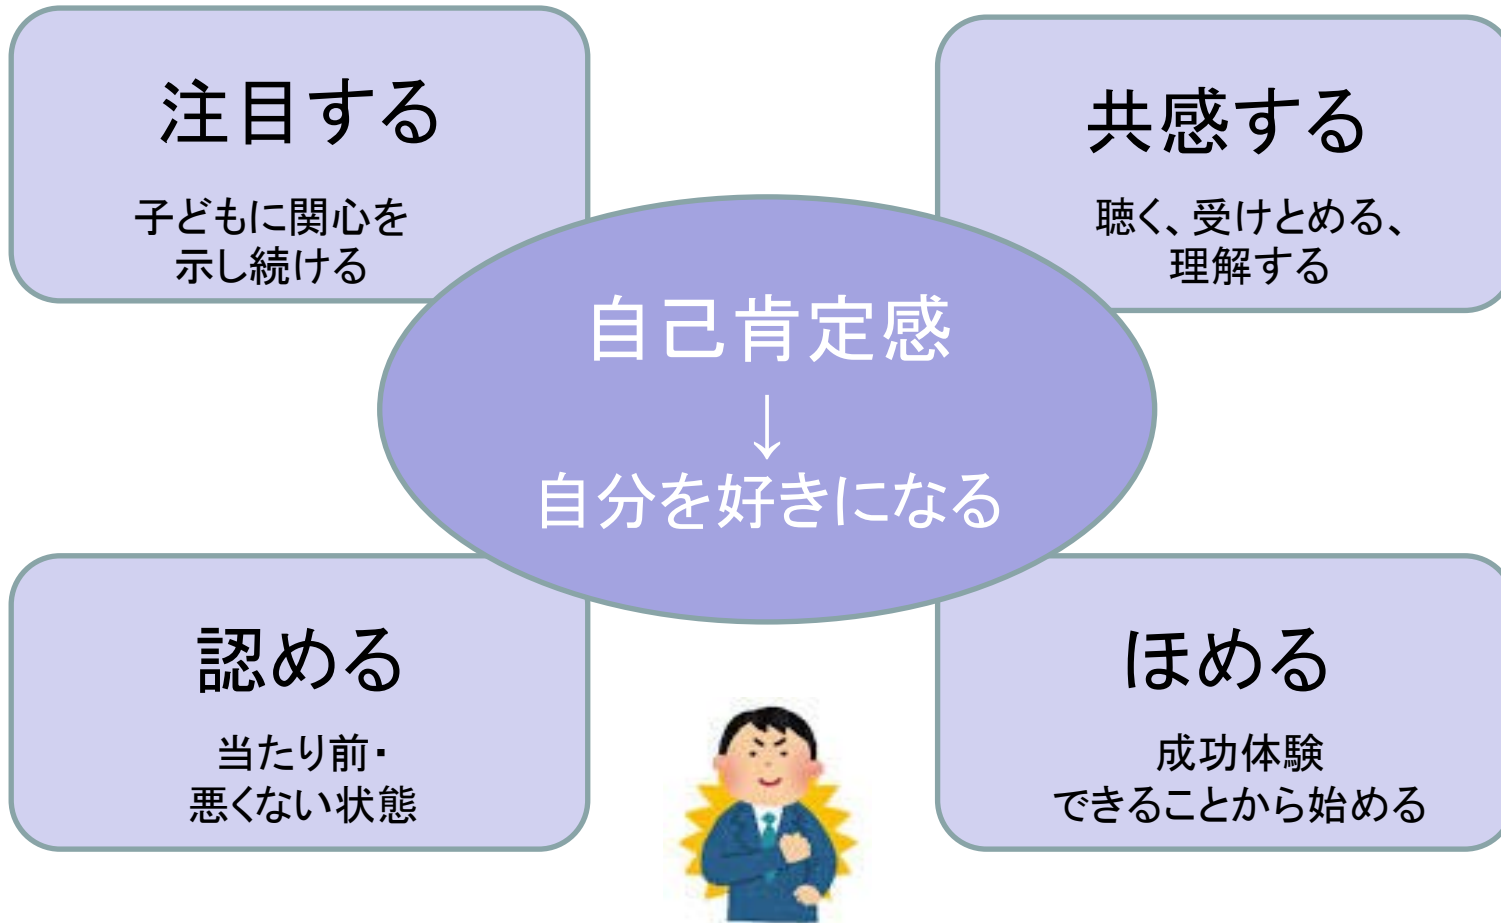 注目する
子どもに関心を
示し続ける
共感する
聴く、受けとめる、
理解する
自己肯定感
↓
自分を好きになる
認める
当たり前・
悪くない状態
ほめる
成功体験
できることから始める